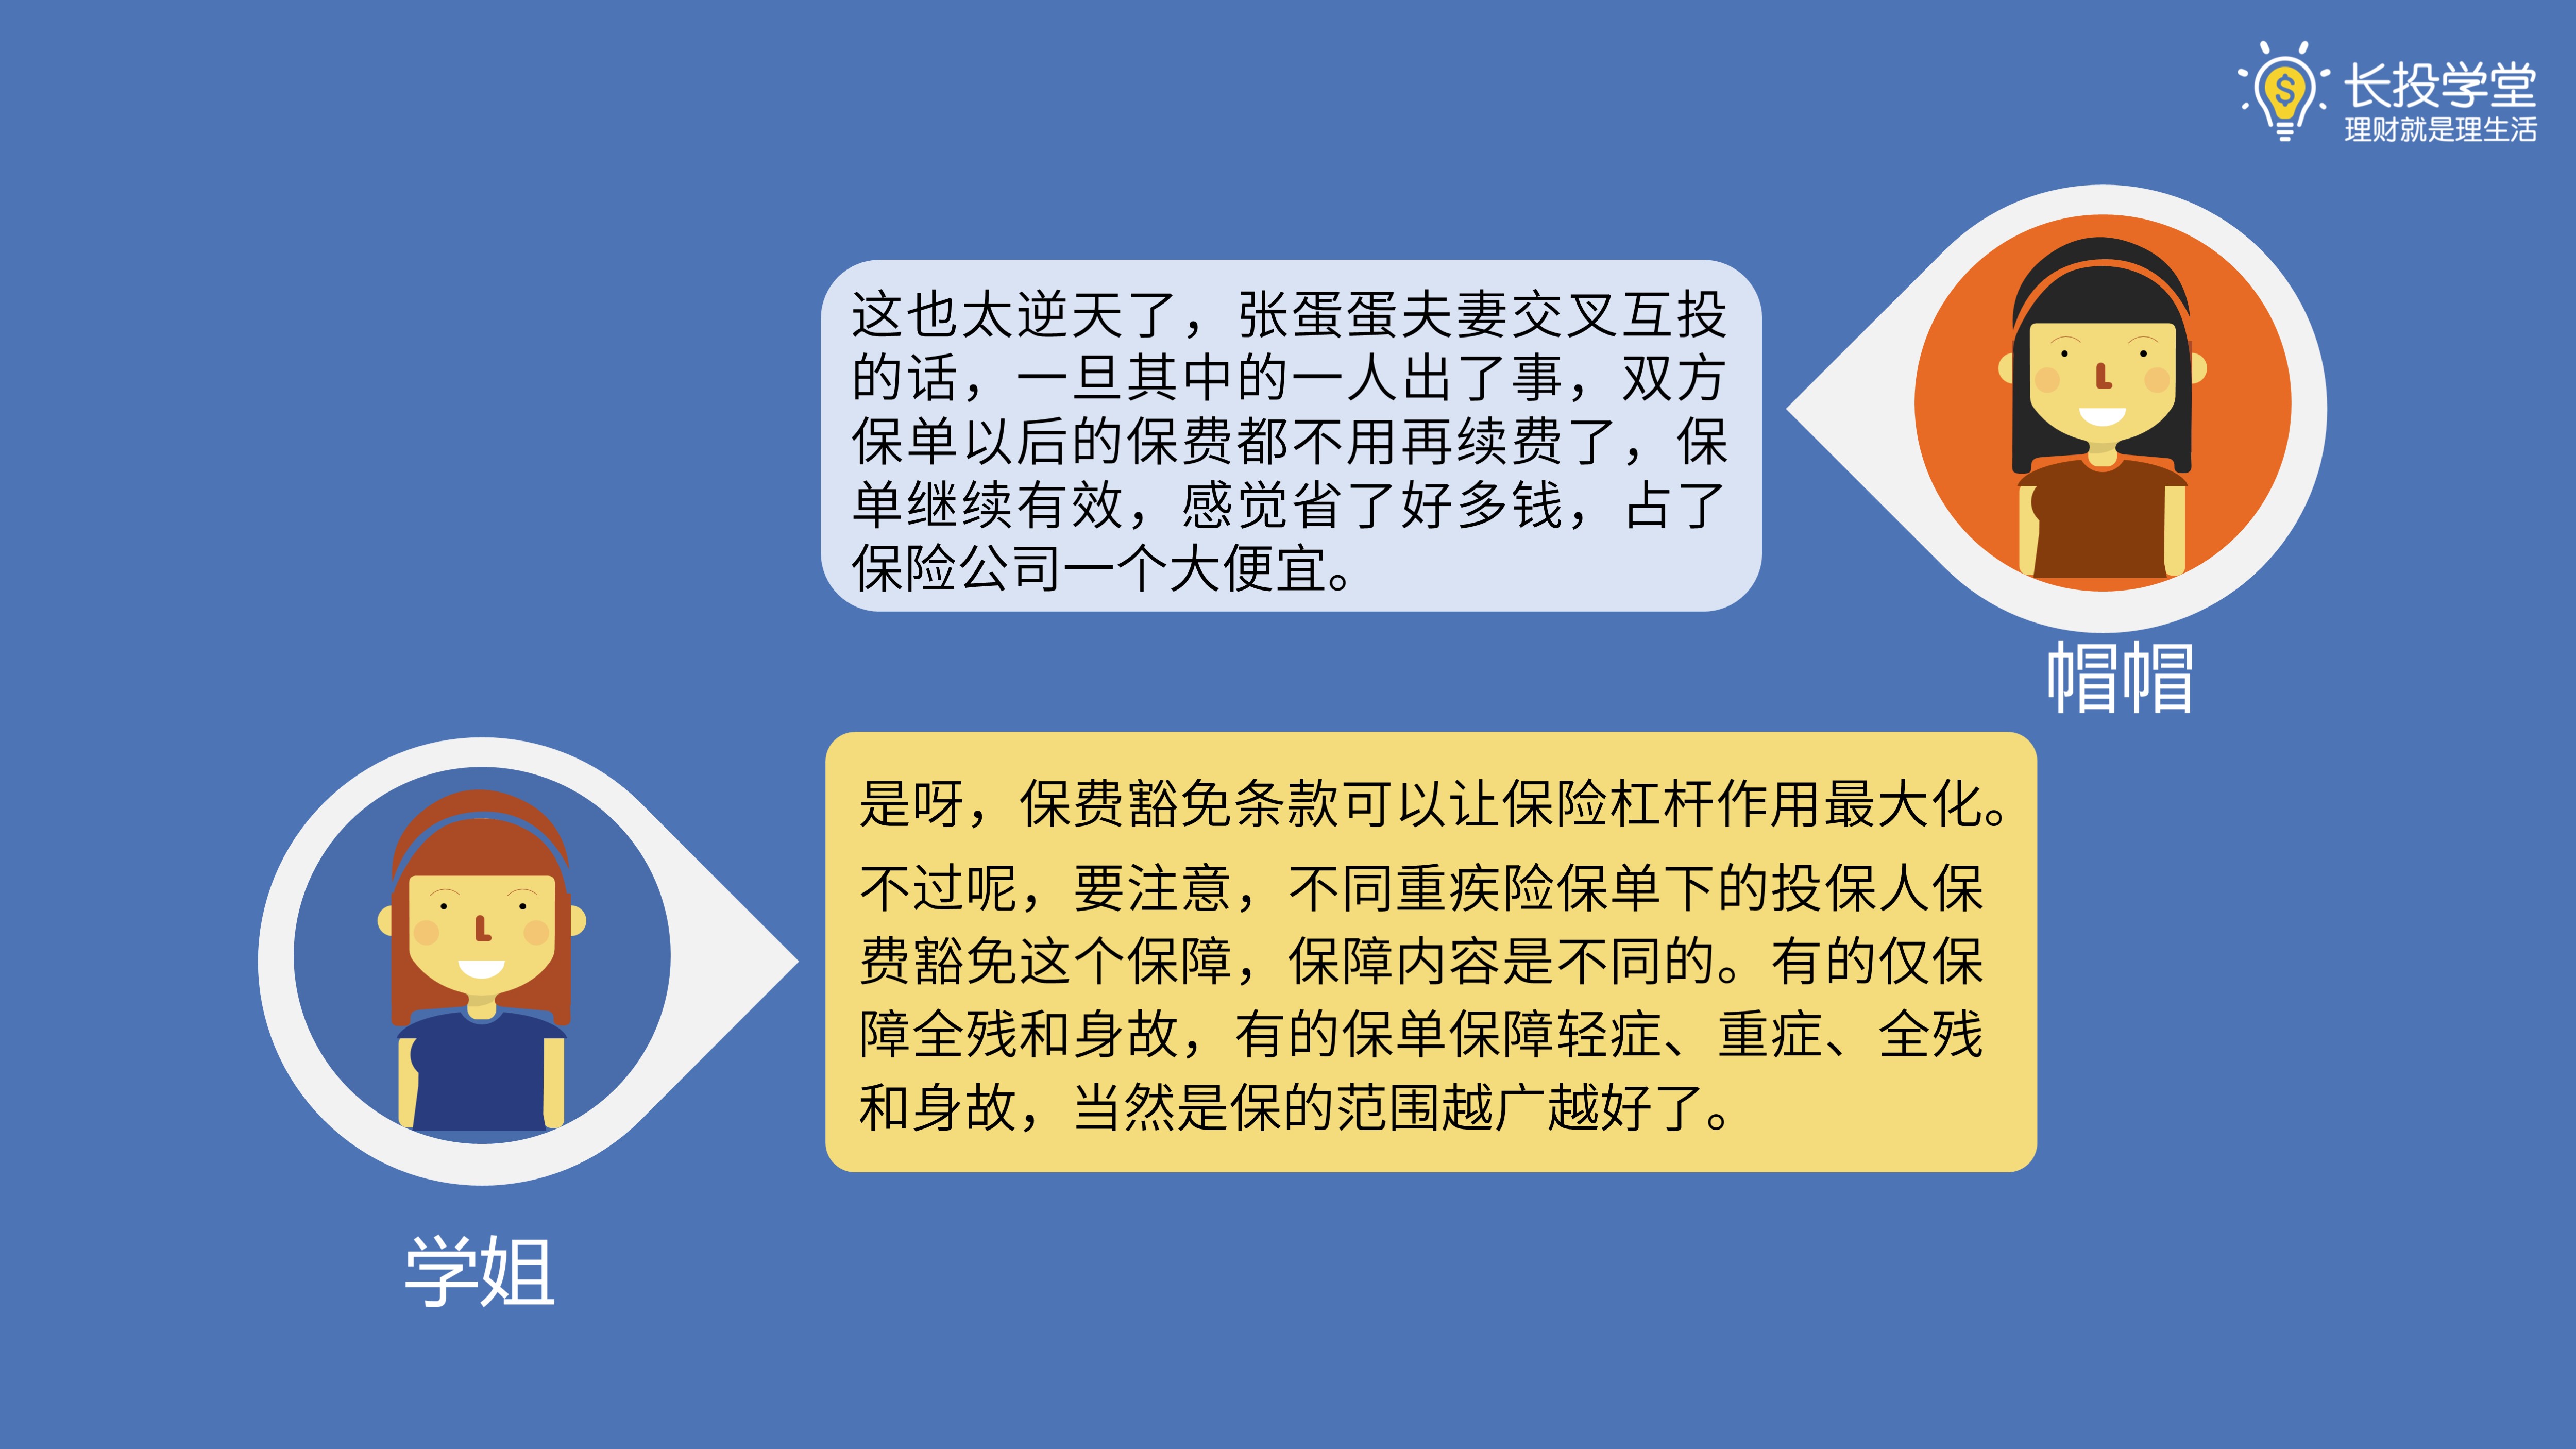 长投学堂
理财就是理生活
这也太逆天了，张蛋蛋夫妻交叉互投
的话，一旦其中的一人出了事，双方
保单以后的保费都不用再续费了，保
单继续有效，感觉省了好多钱，占了
保险公司一个大便宜。
帽帽
是呀，保费豁免条款可以让保险杠杆作用最大化。
不过呢，要注意，不同重疾险保单下的投保人保
费豁免这个保障，保障内容是不同的。有的仅保
障全残和身故，有的保单保障轻症、重症、全残
和身故，当然是保的范围越广越好了。
学姐